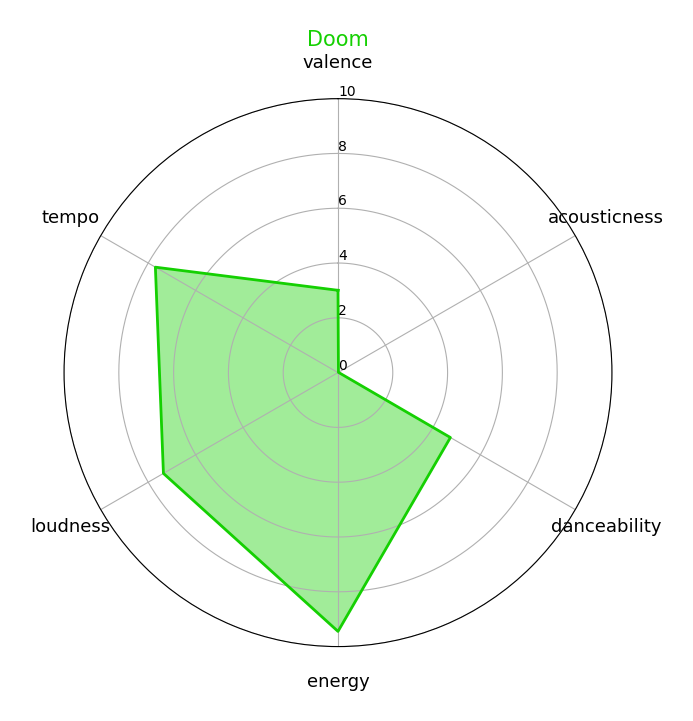 Doom
valence
10
8
tempo
6
acousticness
4
2
0
loudness
danceability
energy